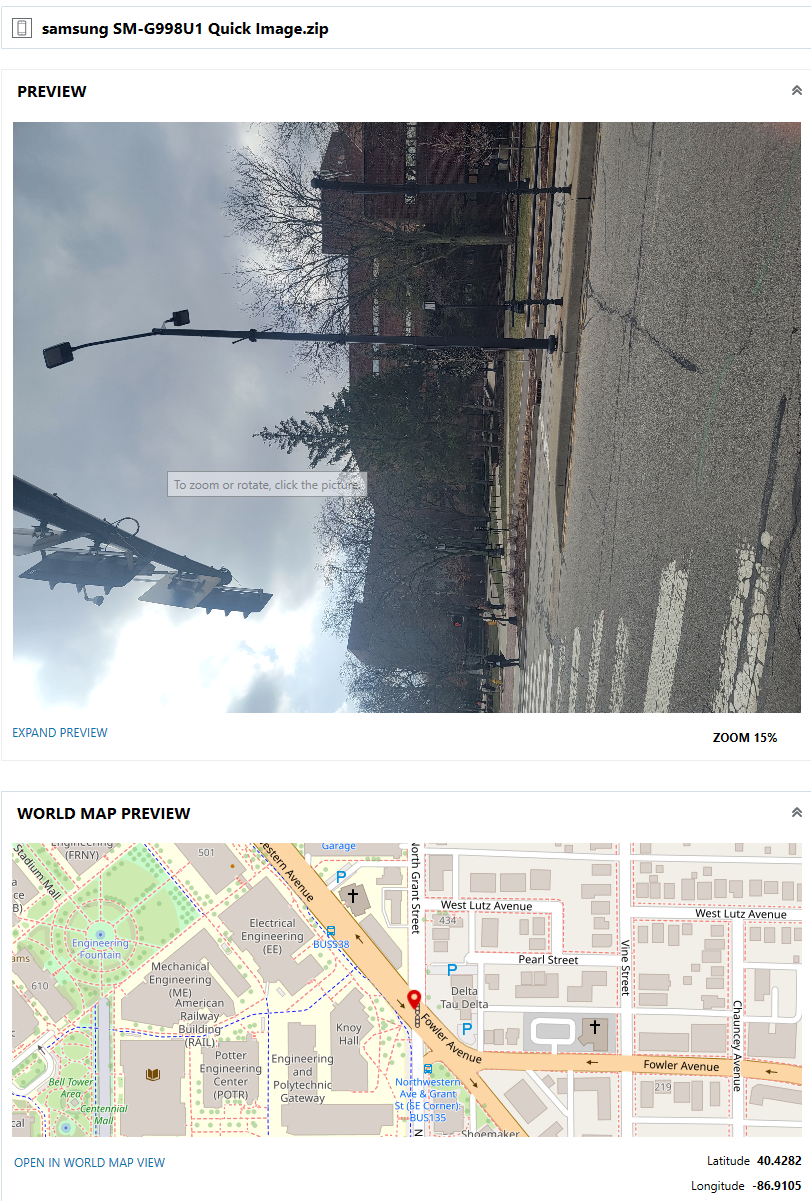 samsung SM-G998U1 Quick Image.zip
PREVIEW
To zoom or rotate, click the picture.
EXPAND PREVIEW
ZOOM 15%
WORLD MAP PREVIEW
(FRNY)
501
Garage
North Grant Street
Stadium Mall
Western Avenue
P
West Lutz Avenue
West Lutz Avenue
434
Electrical
Engineering
(EE)
BUS938
Engineering
Fountain
Pearl Street
Vine Street
610
Mechanical
Engineering
(ME)
P
Delta
Tau Delta
American
Railway
Building
(RAIL)
Knoy
Hall
P
Fowler Avenue
Chauncey Avenue
Potter
Engineering
Center
(POTR)
Engineering
and
Polytechnic
Gateway
Fowler Avenue
219
Bell Tower
Area
Centennial
Mall
Northwestern
Ave & Grant
St (SE Corner):
BUS135
N
Shoemaker
OPEN IN WORLD MAP VIEW
Latitude 40.4282
Longitude -86.9105